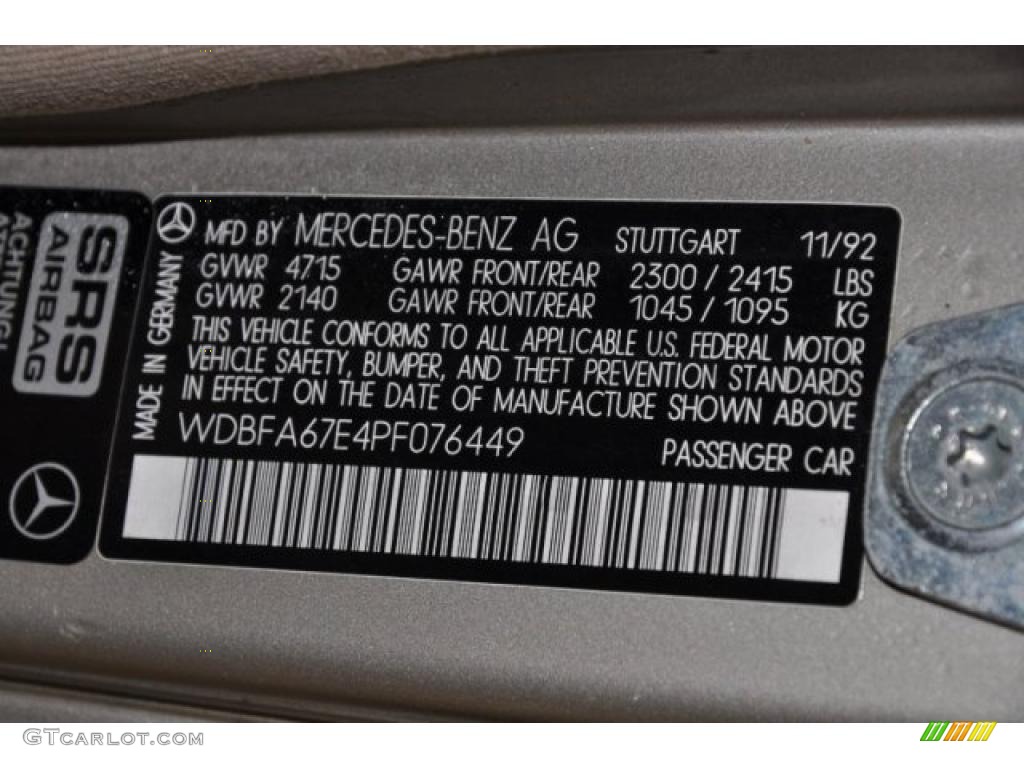 MFD BY MERCEDES-BENZ AG STUTTGART 11/92
GVWR 4715 GAWR FRONT/REAR 2300 / 2415 LBS
GVWR 2140 GAWR FRONT/REAR 1045 / 1095 KG
THIS VEHICLE CONFORMS TO ALL APPLICABLE U.S. FEDERAL MOTOR
VEHICLE SAFETY, BUMPER, AND THEFT PREVENTION STANDARDS
IN EFFECT ON THE DATE OF MANUFACTURE SHOWN ABOVE
WDBFA67E4PF076449
PASSENGER CAR
MADE IN GERMANY
SRS
AIRBAG
ACHTUNG!
GTCARLOT.COM